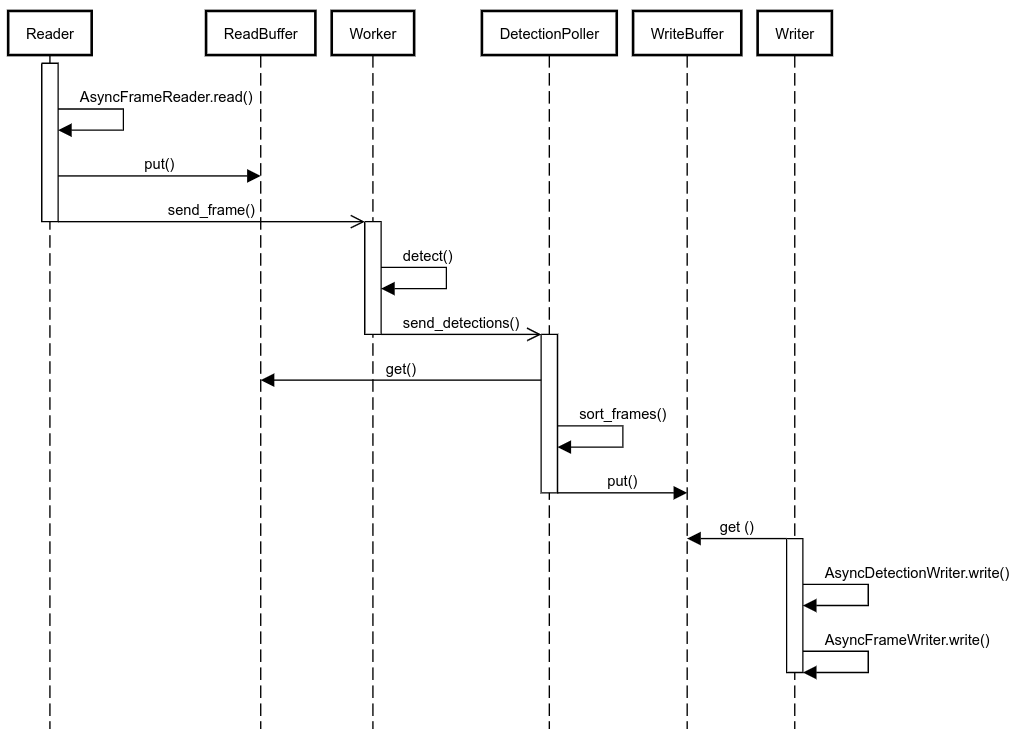 Reader
ReadBuffer
Worker
DetectionPoller
WriteBuffer
Writer
AsyncFrameReader.read()
put()
send_frame()
detect()
send_detections()
get()
sort_frames()
put()
get ()
AsyncDetectionWriter.write()
AsyncFrameWriter.write()